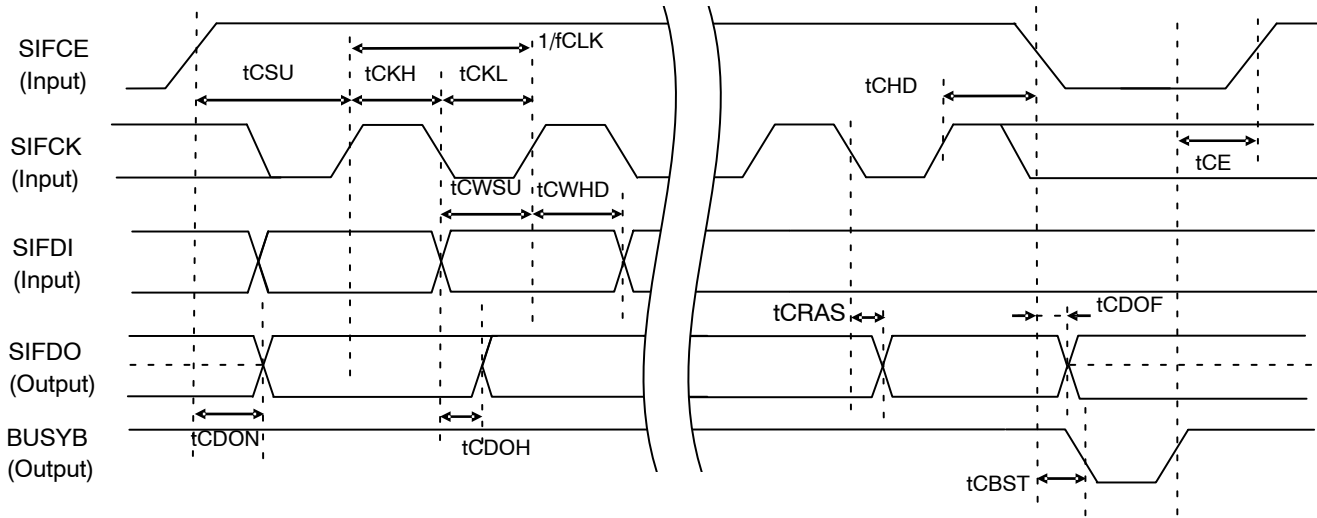 SIFCE
(Input)
1/fCLK
tCSU
tCKH
tCKL
tCHD
SIFCK
(Input)
tCE
tCWSU
tCWHD
SIFDI
(Input)
tCRAS
tCDOF
SIFDO
(Output)
tCDON
tCDOH
BUSYB
(Output)
tCBST